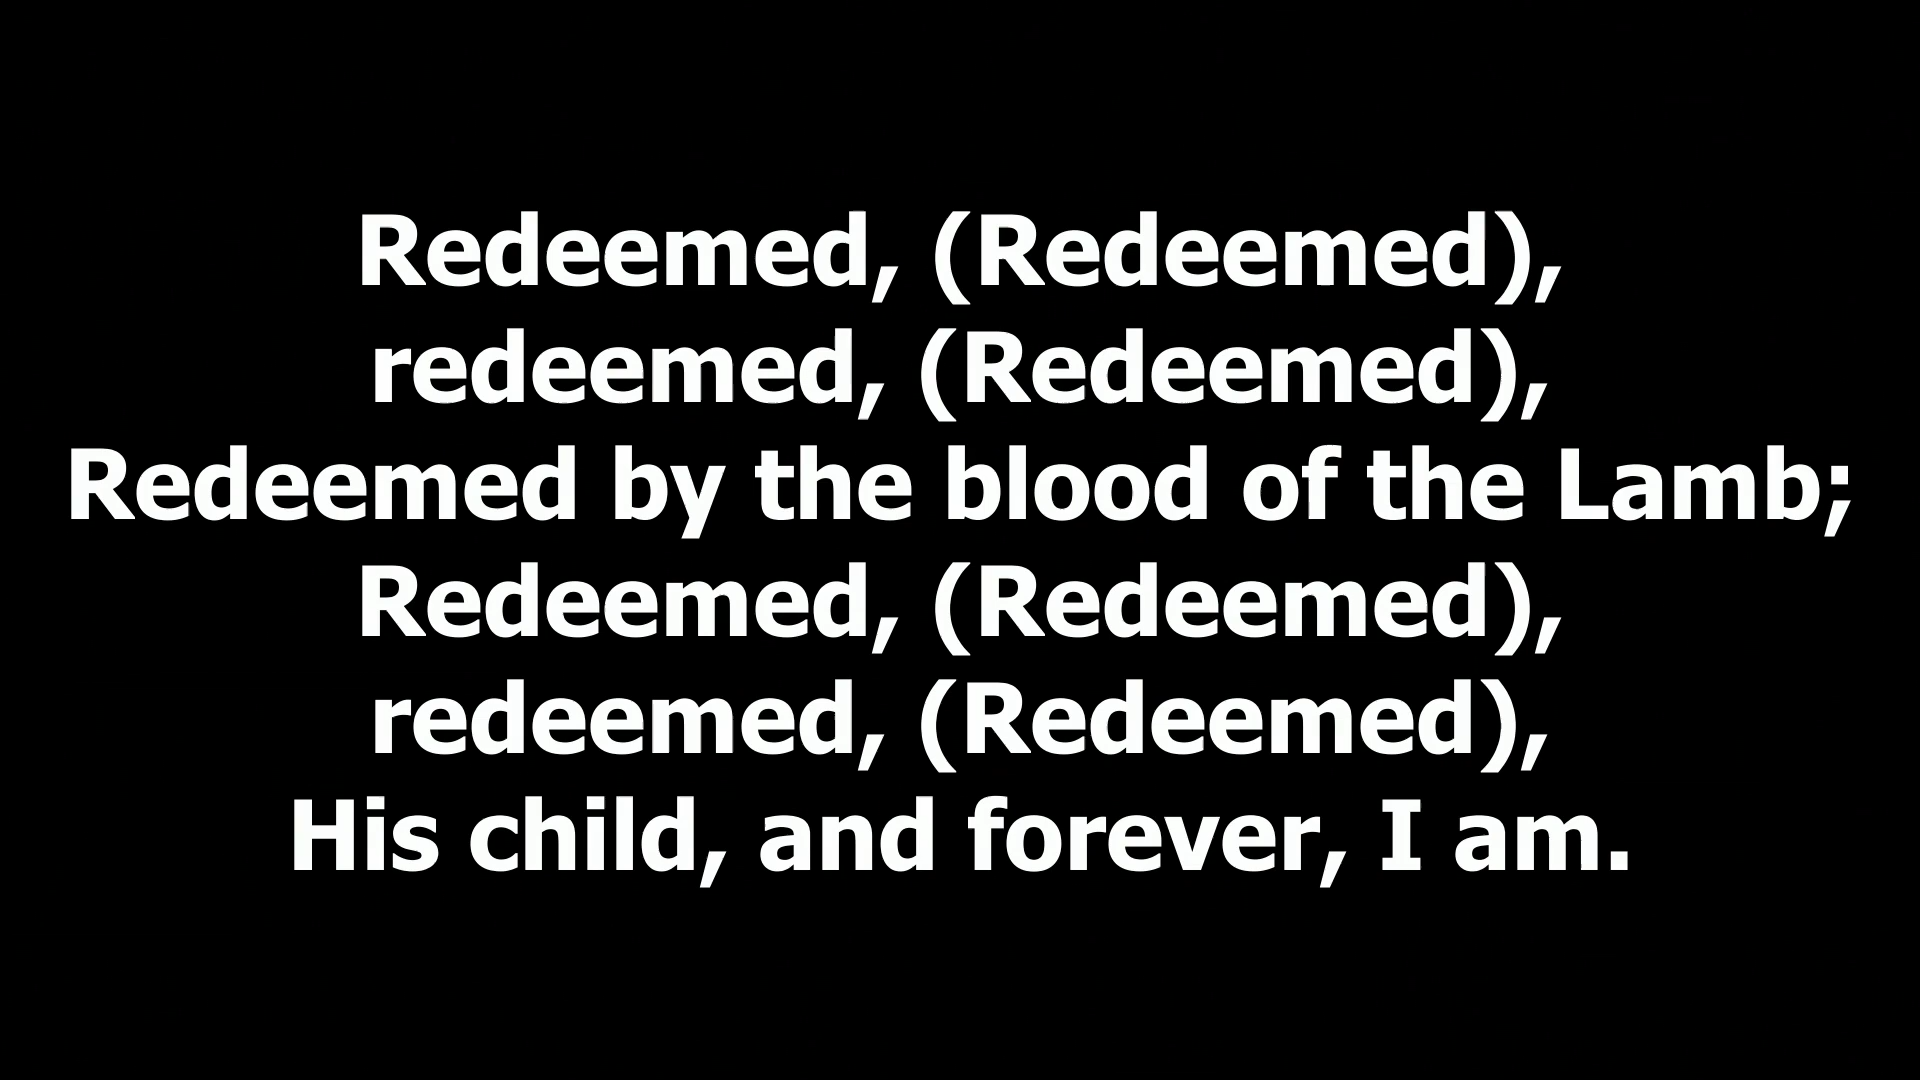 Redeemed, (Redeemed),
redeemed, (Redeemed),
Redeemed by the blood of the Lamb;
Redeemed, (Redeemed),
redeemed, (Redeemed),
His child, and forever, I am.